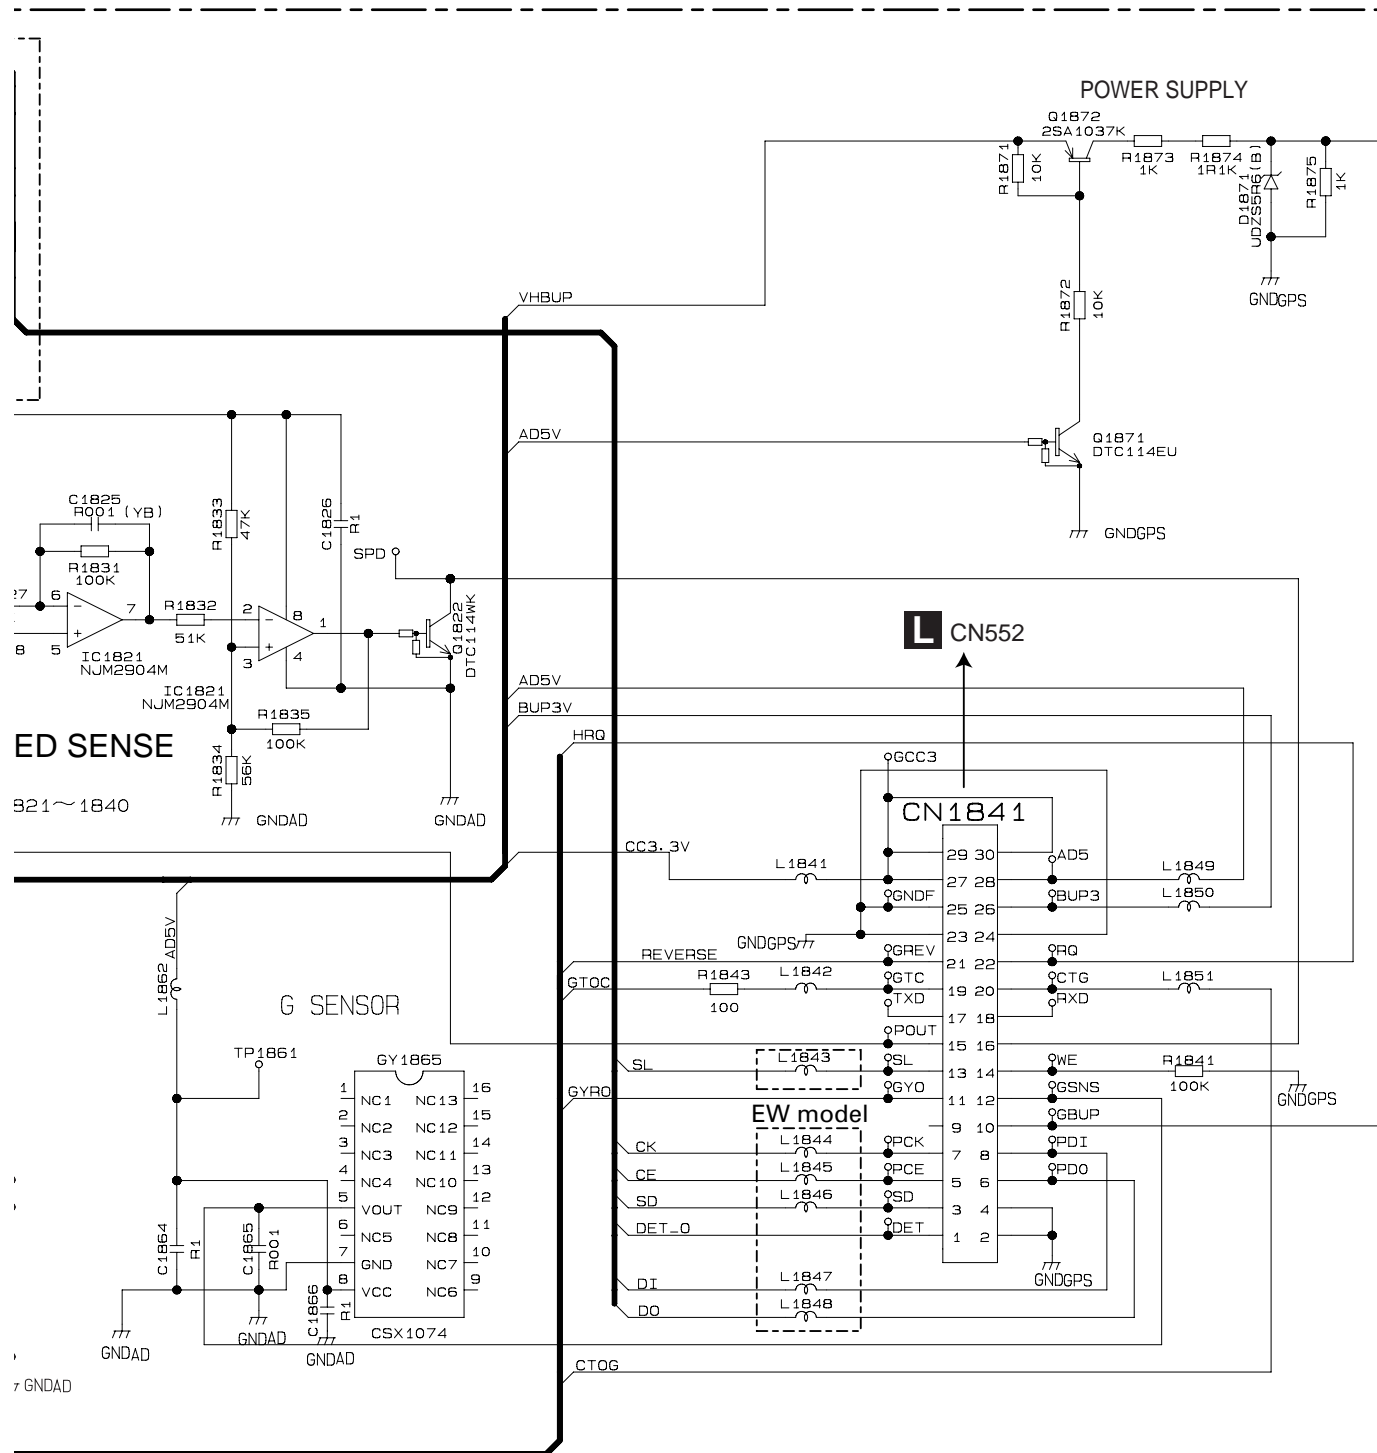 POWER SUPPLY
Q1872
2SA1037K
R1871
10K
R1873
1K
R1874
1R1K
D1871
UDZS5R6(B)
R1875
1K
GNDGPS
VHBUP
R1872
10K
AD5V
Q1871
DTC114EU
GNDGPS
C1825
R001 (YB)
R1831
100K
R1833
47K
C1826
R1
SPD
27
6
7
5
8
IC1821
NJM2904M
R1832
51K
2
8
1
3
4
IC1821
NJM2904M
Q1822
DTC114WK
R1835
100K
R1834
56K
GNDAD
GNDAD
ED SENSE
821~1840
L CN552
AD5V
BUP3V
HRQ
GCC3
CN1841
CC3.3V
L1841
29 30
AD5
L1849
27 28
GNDF
BUP3
L1850
25 26
GNDGPS
23 24
REVERSE
GREV
RQ
21 22
GTOC
R1843
100
L1842
GTC
CTG
L1851
19 20
TXD
RXD
17 18
POUT
15 16
SL
L1843
SL
WE
R1841
100K
GNDGPS
13 14
GYRO
GYO
GSNS
11 12
EW model
GBUP
9 10
CK
L1844
PCK
PDI
7 8
CE
L1845
PCE
PDO
5 6
SD
L1846
SD
3 4
DET_O
DET
1 2
GNDGPS
DI
L1847
DO
L1848
CTOG
AD5V
L1862
G SENSOR
TP1861
GY1865
1 NC1 NC13 16
2 NC2 NC12 15
3 NC3 NC11 14
4 NC4 NC10 13
5 VOUT NC9 12
6 NC5 NC8 11
7 GND NC7 10
8 VCC NC6 9
CSX1074
C1864
R1
C1865
R001
C1866
R1
GNDAD
GNDAD
GNDAD
GNDAD